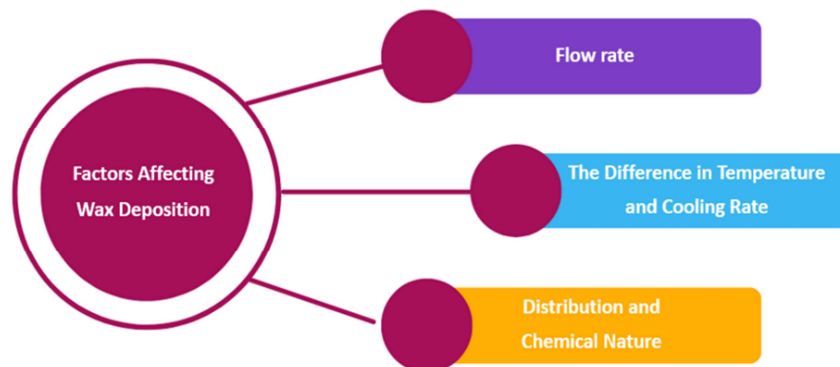 Factors Affecting
Wax Deposition
Flow rate
The Difference in Temperature
and Cooling Rate
Distribution and
Chemical Nature